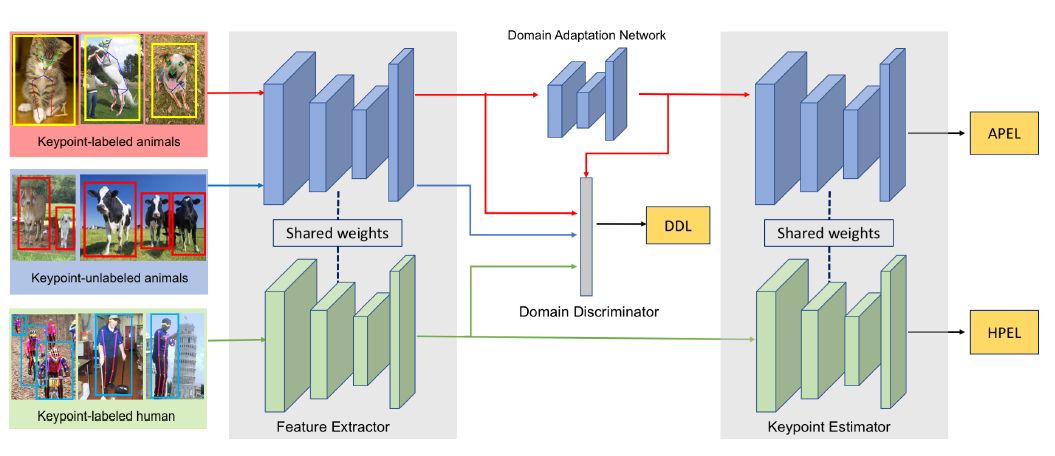 Domain Adaptation Network
Keypoint-labeled animals
APEL
Shared weights
DDL
Shared weights
Keypoint-unlabeled animals
Domain Discriminator
HPEL
Keypoint-labeled human
Feature Extractor
Keypoint Estimator